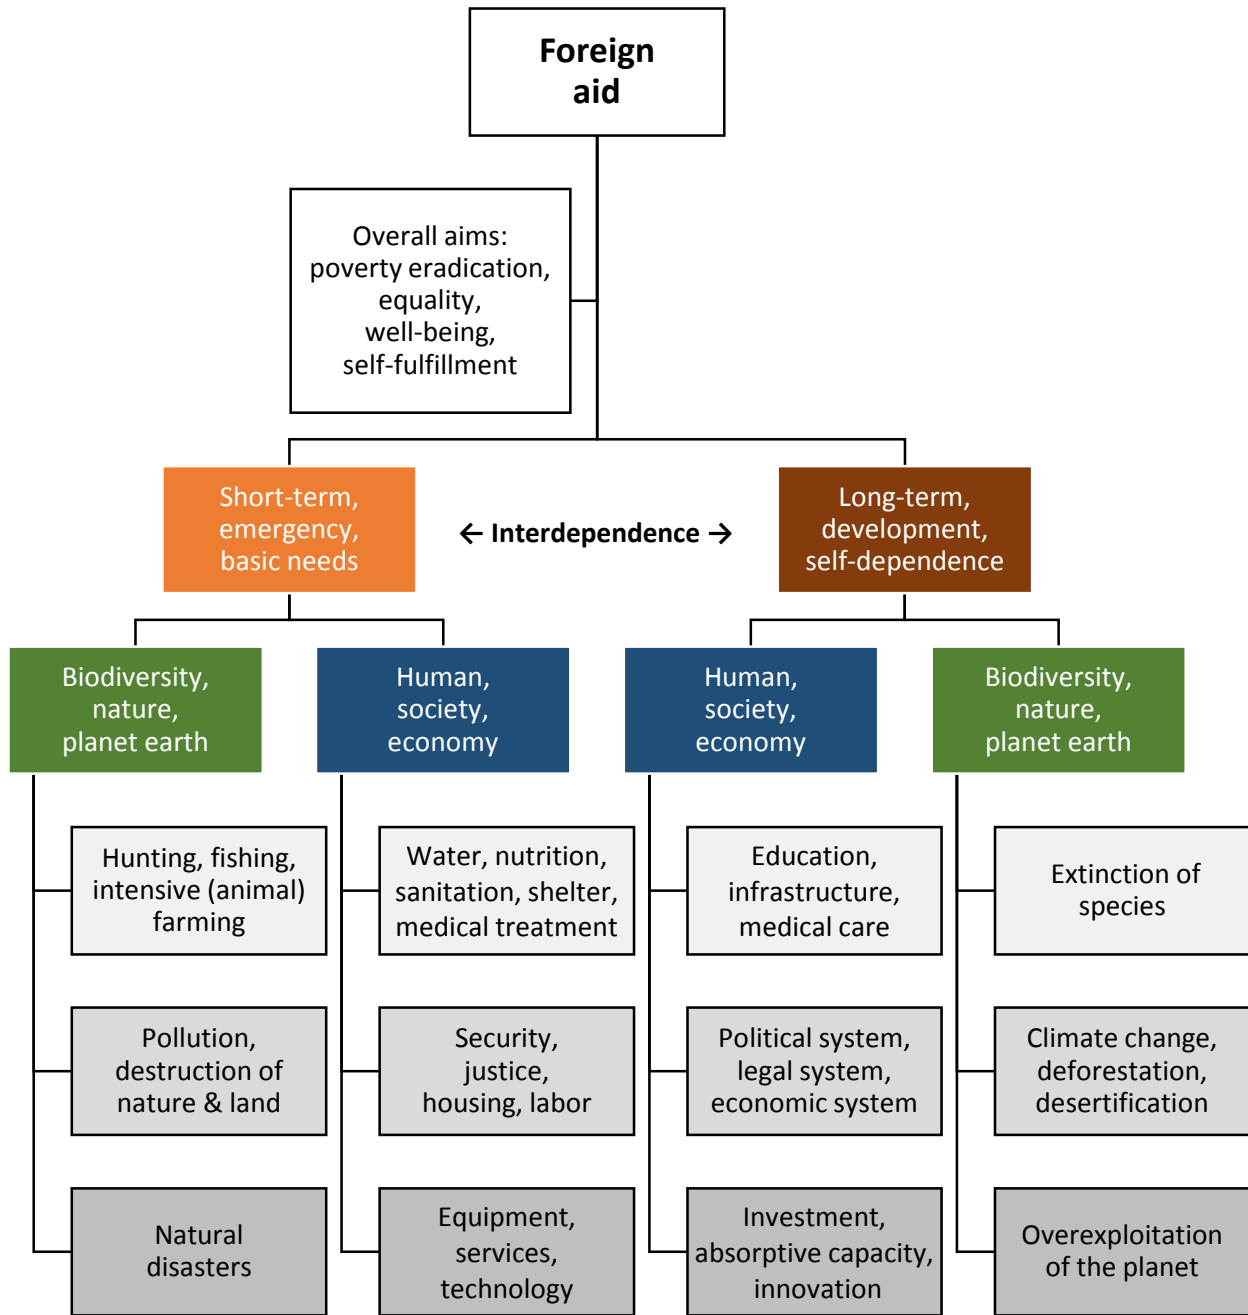 Foreign
aid
Overall aims:
poverty eradication,
equality,
well-being,
self-fulfillment
Short-term,
emergency,
basic needs
← Interdependence →
Long-term,
development,
self-dependence
Biodiversity,
nature,
planet earth
Human,
society,
economy
Human,
society,
economy
Biodiversity,
nature,
planet earth
Hunting, fishing,
intensive (animal)
farming
Water, nutrition,
sanitation, shelter,
medical treatment
Education,
infrastructure,
medical care
Extinction of
species
Pollution,
destruction of
nature & land
Security,
justice,
housing, labor
Political system,
legal system,
economic system
Climate change,
deforestation,
desertification
Natural
disasters
Equipment,
services,
technology
Investment,
absorptive capacity,
innovation
Overexploitation
of the planet